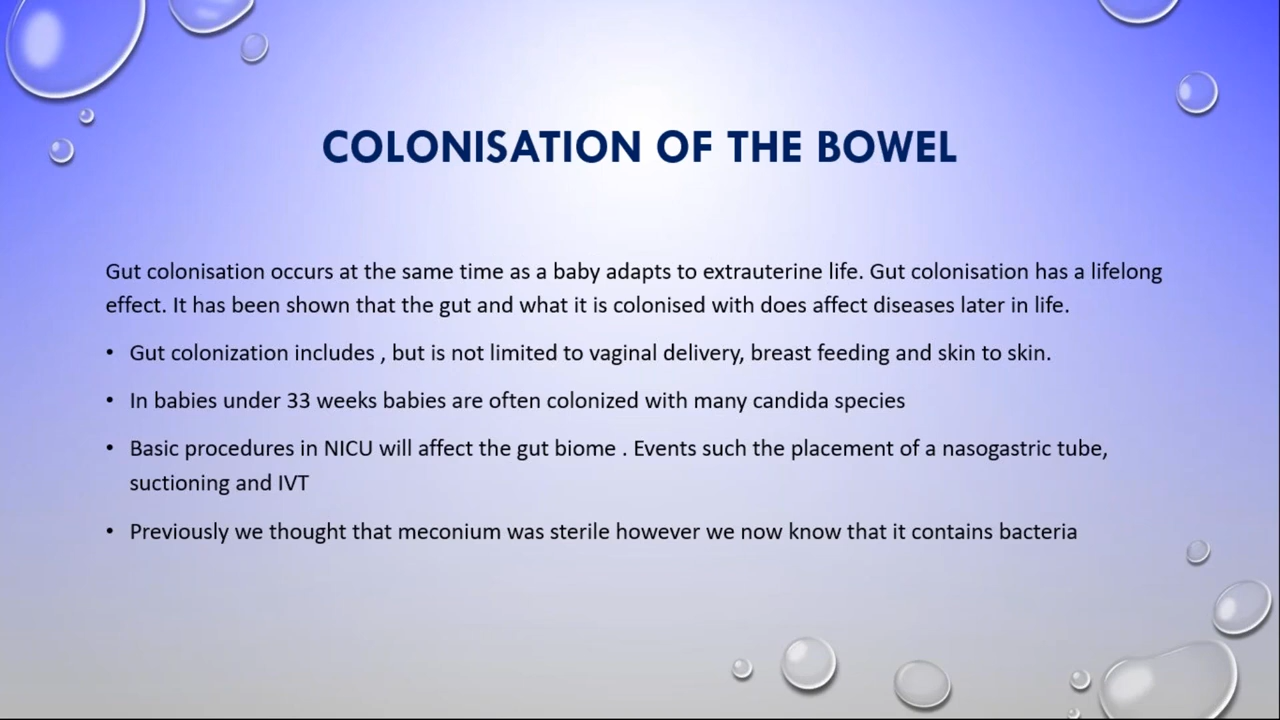 COLONISATION OF THE BOWEL
Gut colonisation occurs at the same time as a baby adapts to extrauterine life. Gut colonisation has a lifelong
effect. It has been shown that the gut and what it is colonised with does affect diseases later in life.
• Gut colonization includes , but is not limited to vaginal delivery, breast feeding and skin to skin.
• In babies under 33 weeks babies are often colonized with many candida species
• Basic procedures in NICU will affect the gut biome . Events such the placement of a nasogastric tube,
suctioning and IVT
• Previously we thought that meconium was sterile however we now know that it contains bacteria